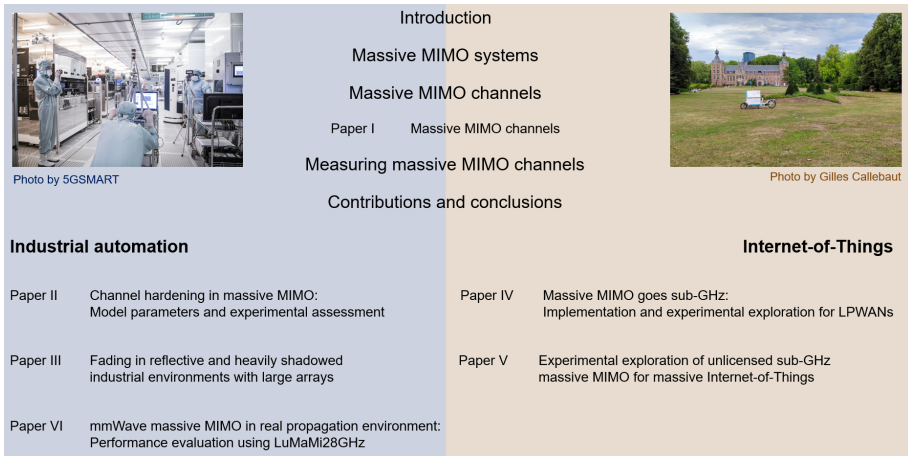 Introduction
Massive MIMO systems
Massive MIMO channels
Paper I Massive MIMO channels
Measuring massive MIMO channels
Contributions and conclusions
Photo by 5GSMART
Photo by Gilles Callebaut
Industrial automation
Paper II Channel hardening in massive MIMO:
Model parameters and experimental assessment
Paper III Fading in reflective and heavily shadowed
industrial environments with large arrays
Paper VI mmWave massive MIMO in real propagation environment:
Performance evaluation using LuMaMi28GHz
Internet-of-Things
Paper IV Massive MIMO goes sub-GHz:
Implementation and experimental exploration for LPWANs
Paper V Experimental exploration of unlicensed sub-GHz
massive MIMO for massive Internet-of-Things